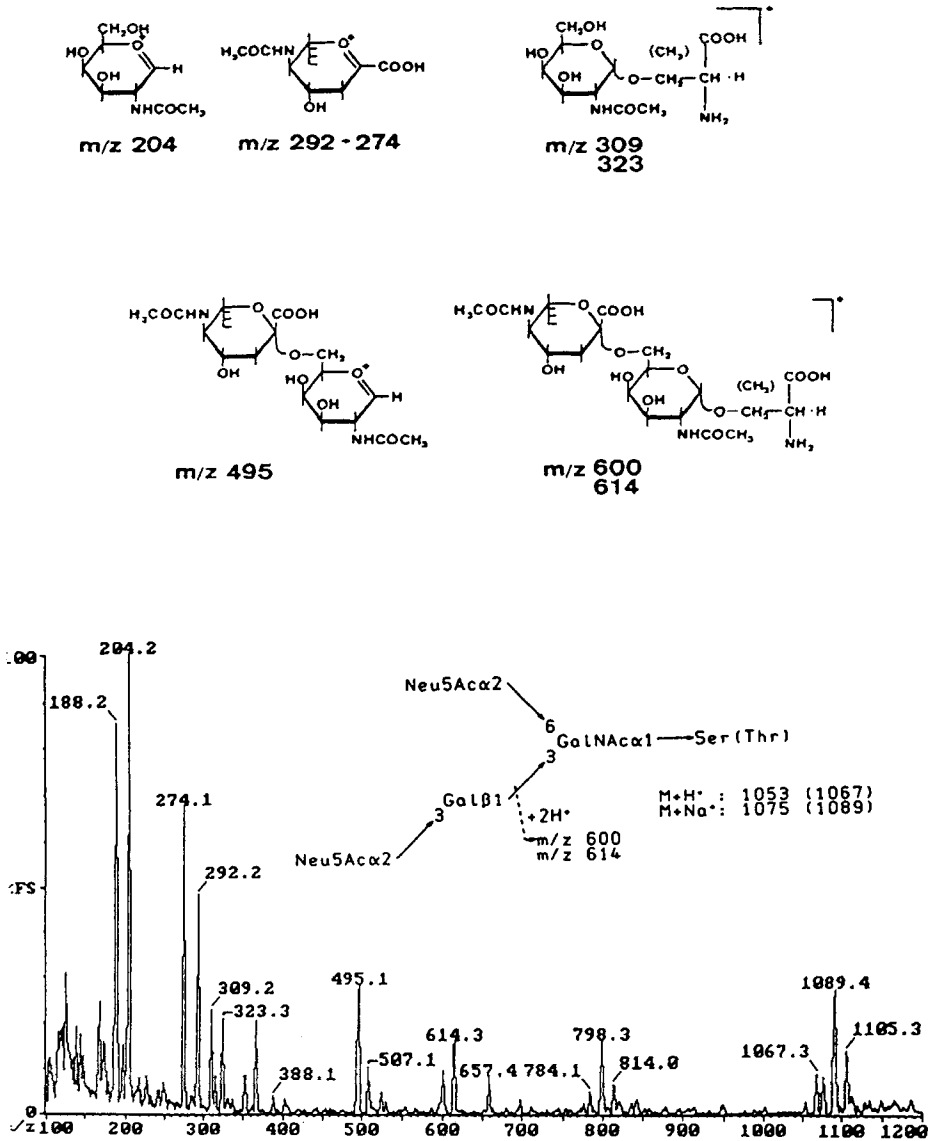 CH₂OH
HO
O⁺
OH
H
NHCOCH₃
m/z 204
H₃COCHN
O⁺
COOH
OH
m/z 292 → 274
CH₂OH
HO
O
OH
O
NHCOCH₃
(CH₃)
COOH
CH₂
CH·H
NH₂
+
m/z 309
323
H₃COCHN
O
COOH
OH
O
CH₂
HO
O⁺
OH
H
NHCOCH₃
m/z 495
H₃COCHN
O
COOH
OH
O
CH₂
HO
O
OH
O
NHCOCH₃
(CH₃)
COOH
CH₂
CH·H
NH₂
+
m/z 600
614
204.2
188.2
274.1
292.2
309.2
323.3
388.1
495.1
507.1
614.3
657.4
784.1
798.3
814.0
1067.3
1089.4
1105.3
Neu5Acα2
6
GalNAcα1
Ser(Thr)
3
Galβ1
3
Neu5Acα2
+2H⁺
m/z 600
m/z 614
M+H⁺: 1053 (1067)
M+Na⁺: 1075 (1089)
0
100 200 300 400 500 600 700 800 900 1000 1100 1200